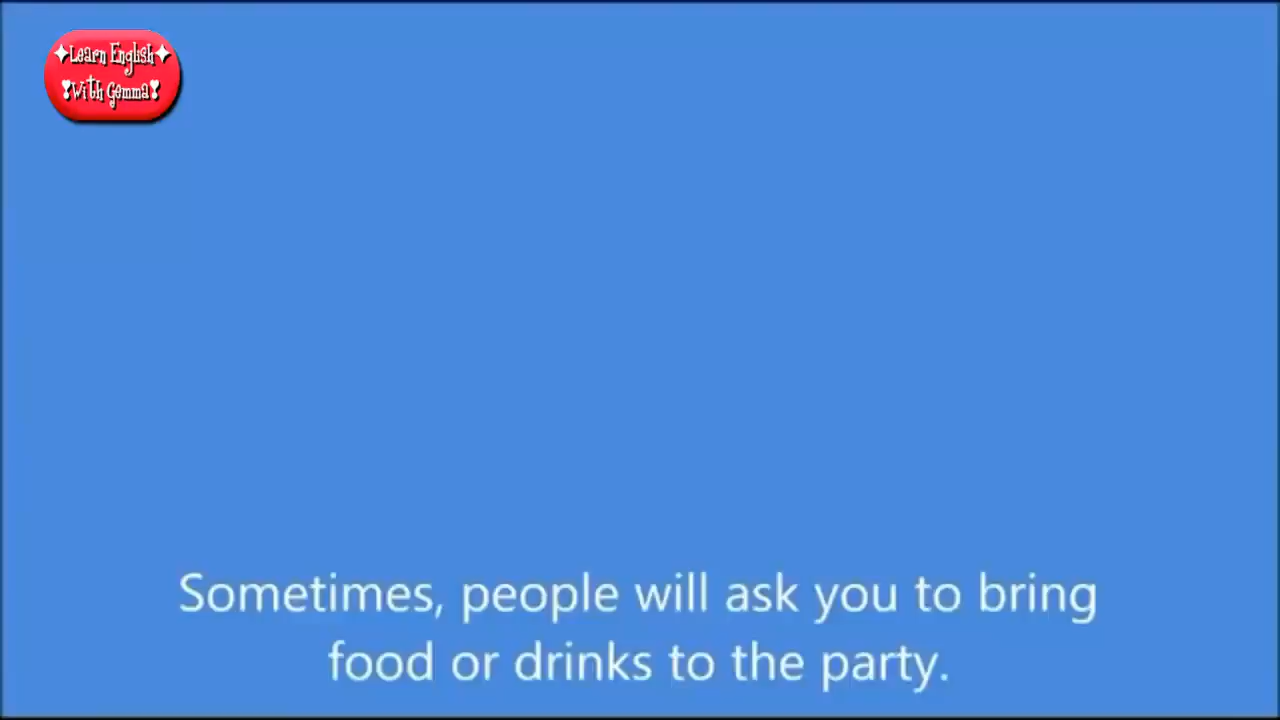 ✦Learn English✦
❣With Gemma❣
Sometimes, people will ask you to bring
food or drinks to the party.